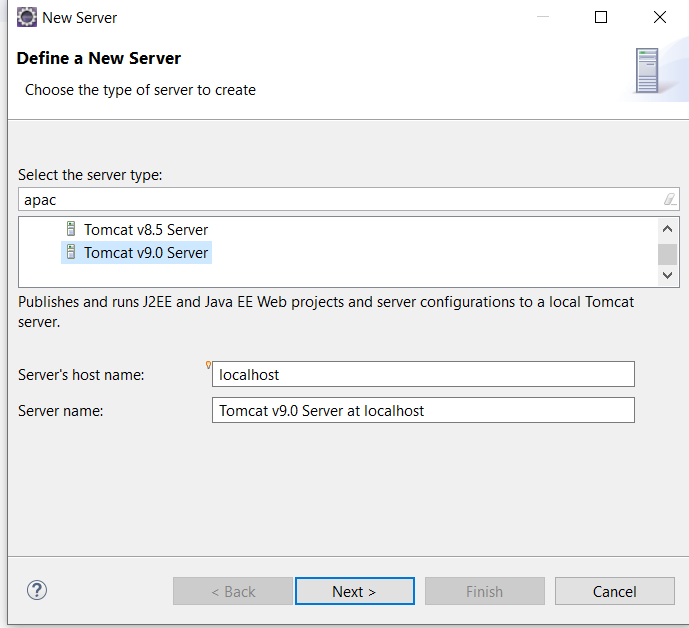 New Server
Define a New Server
Choose the type of server to create
Select the server type:
apac
Tomcat v8.5 Server
Tomcat v9.0 Server
Publishes and runs J2EE and Java EE Web projects and server configurations to a local Tomcat
server.
Server's host name: localhost
Server name: Tomcat v9.0 Server at localhost
? < Back Next > Finish Cancel